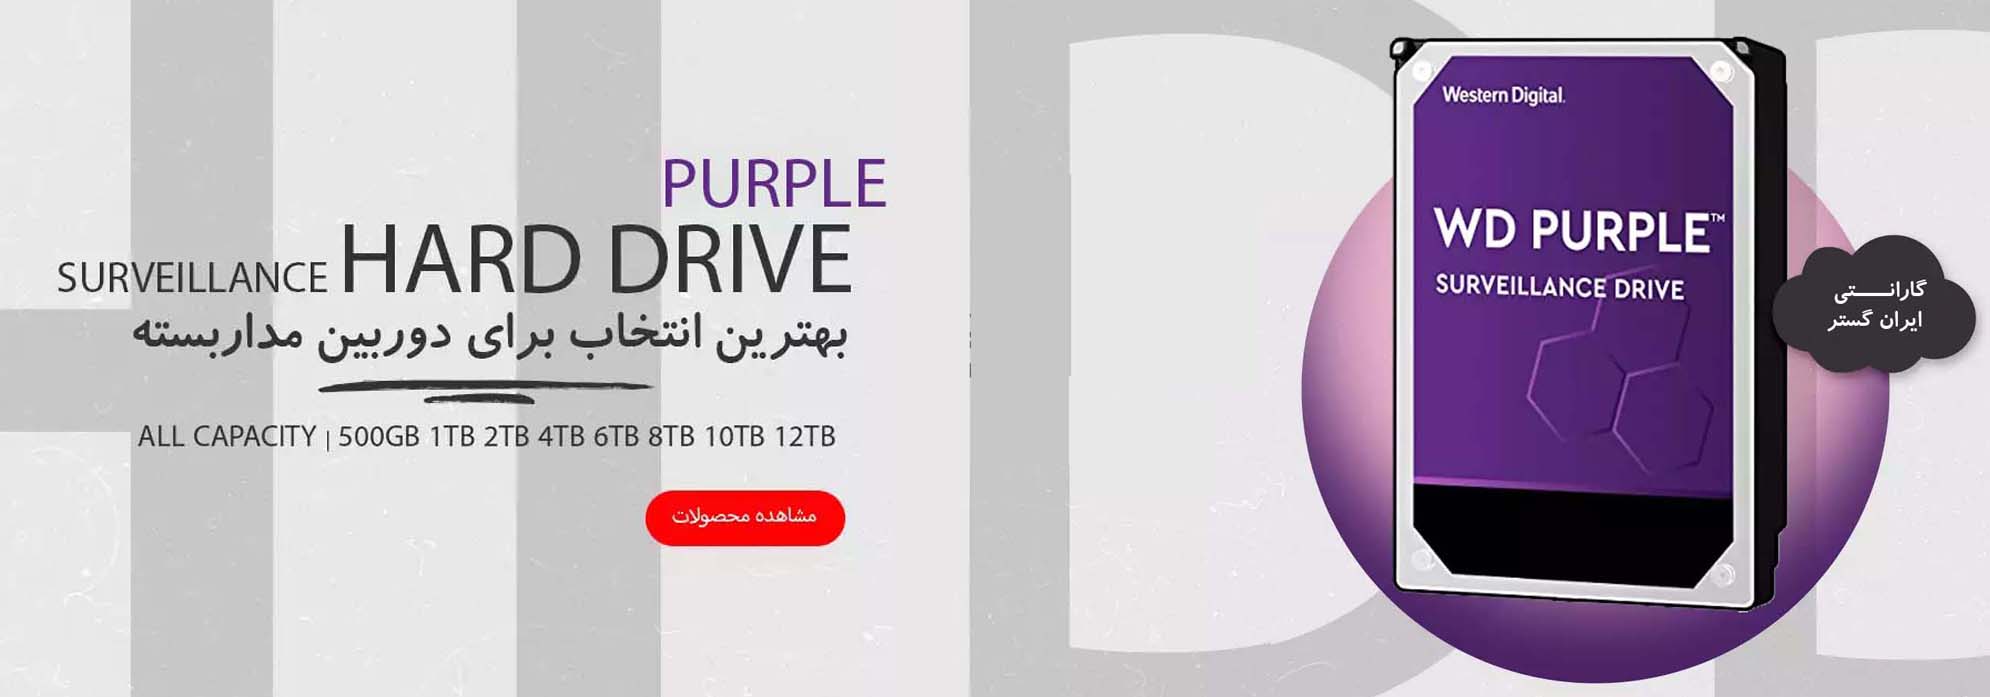 PURPLE
SURVEILLANCE HARD DRIVE
بهترین انتخاب برای دوربین مداربسته
ALL CAPACITY | 500GB 1TB 2TB 4TB 6TB 8TB 10TB 12TB
مشاهده محصولات
Western Digital.
WD PURPLE™
SURVEILLANCE DRIVE
گارانـــتی
ایران گستر